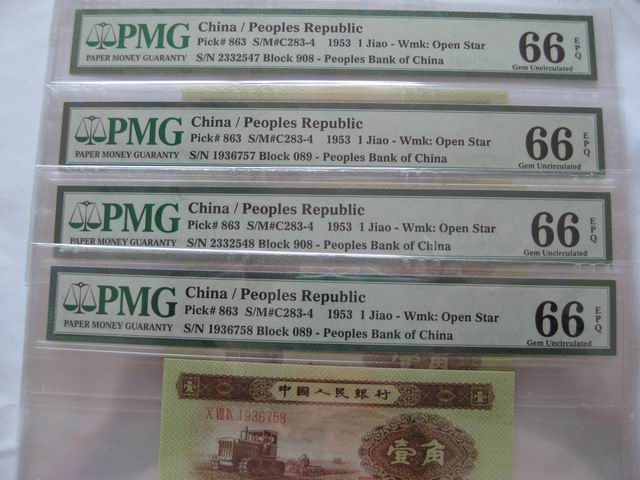 PMG
PAPER MONEY GUARANTY
China / Peoples Republic
Pick# 863 S/M#C283-4 1953 1 Jiao - Wmk: Open Star
S/N 2332547 Block 908 - Peoples Bank of China
66 EPQ
Gem Uncirculated
PMG
PAPER MONEY GUARANTY
China / Peoples Republic
Pick# 863 S/M#C283-4 1953 1 Jiao - Wmk: Open Star
S/N 1936757 Block 089 - Peoples Bank of China
66 EPQ
Gem Uncirculated
PMG
PAPER MONEY GUARANTY
China / Peoples Republic
Pick# 863 S/M#C283-4 1953 1 Jiao - Wmk: Open Star
S/N 2332548 Block 908 - Peoples Bank of China
66 EPQ
PMG
PAPER MONEY GUARANTY
China / Peoples Republic
Pick# 863 S/M#C283-4 1953 1 Jiao - Wmk: Open Star
S/N 1936758 Block 089 - Peoples Bank of China
66 EPQ
Gem Uncirculated
壹 中國人民銀行 壹
1936758
壹角